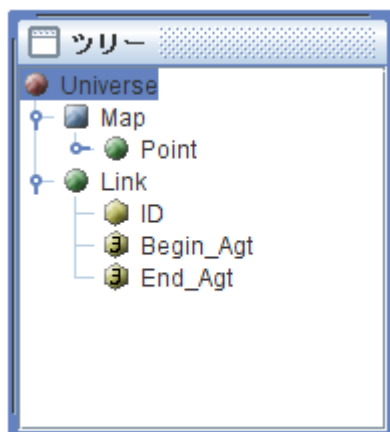 ツリー
Universe
Map
Point
Link
ID
Begin_Agt
End_Agt